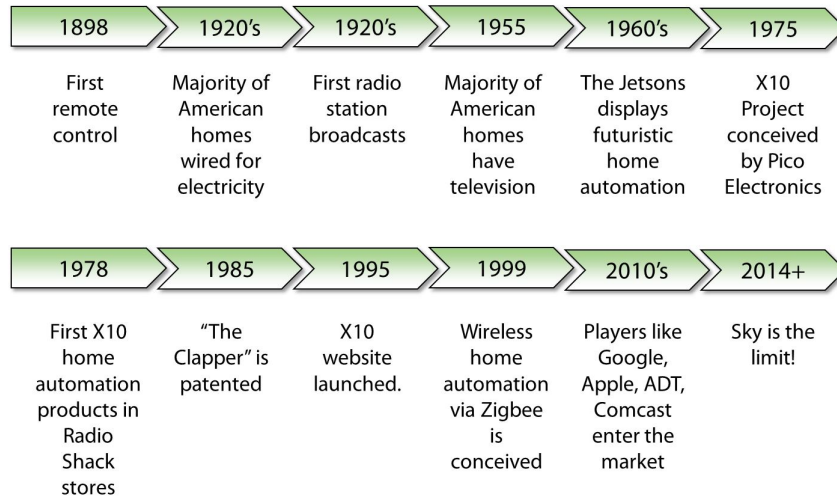 1898
1920's
1920's
1955
1960's
1975
First
remote
control
Majority of
American
homes
wired for
electricity
First radio
station
broadcasts
Majority of
American
homes
have
television
The Jetsons
displays
futuristic
home
automation
X10
Project
conceived
by Pico
Electronics
1978
1985
1995
1999
2010's
2014+
First X10
home
automation
products in
Radio
Shack
stores
“The
Clapper” is
patented
X10
website
launched.
Wireless
home
automation
via Zigbee
is
conceived
Players like
Google,
Apple, ADT,
Comcast
enter the
market
Sky is the
limit!